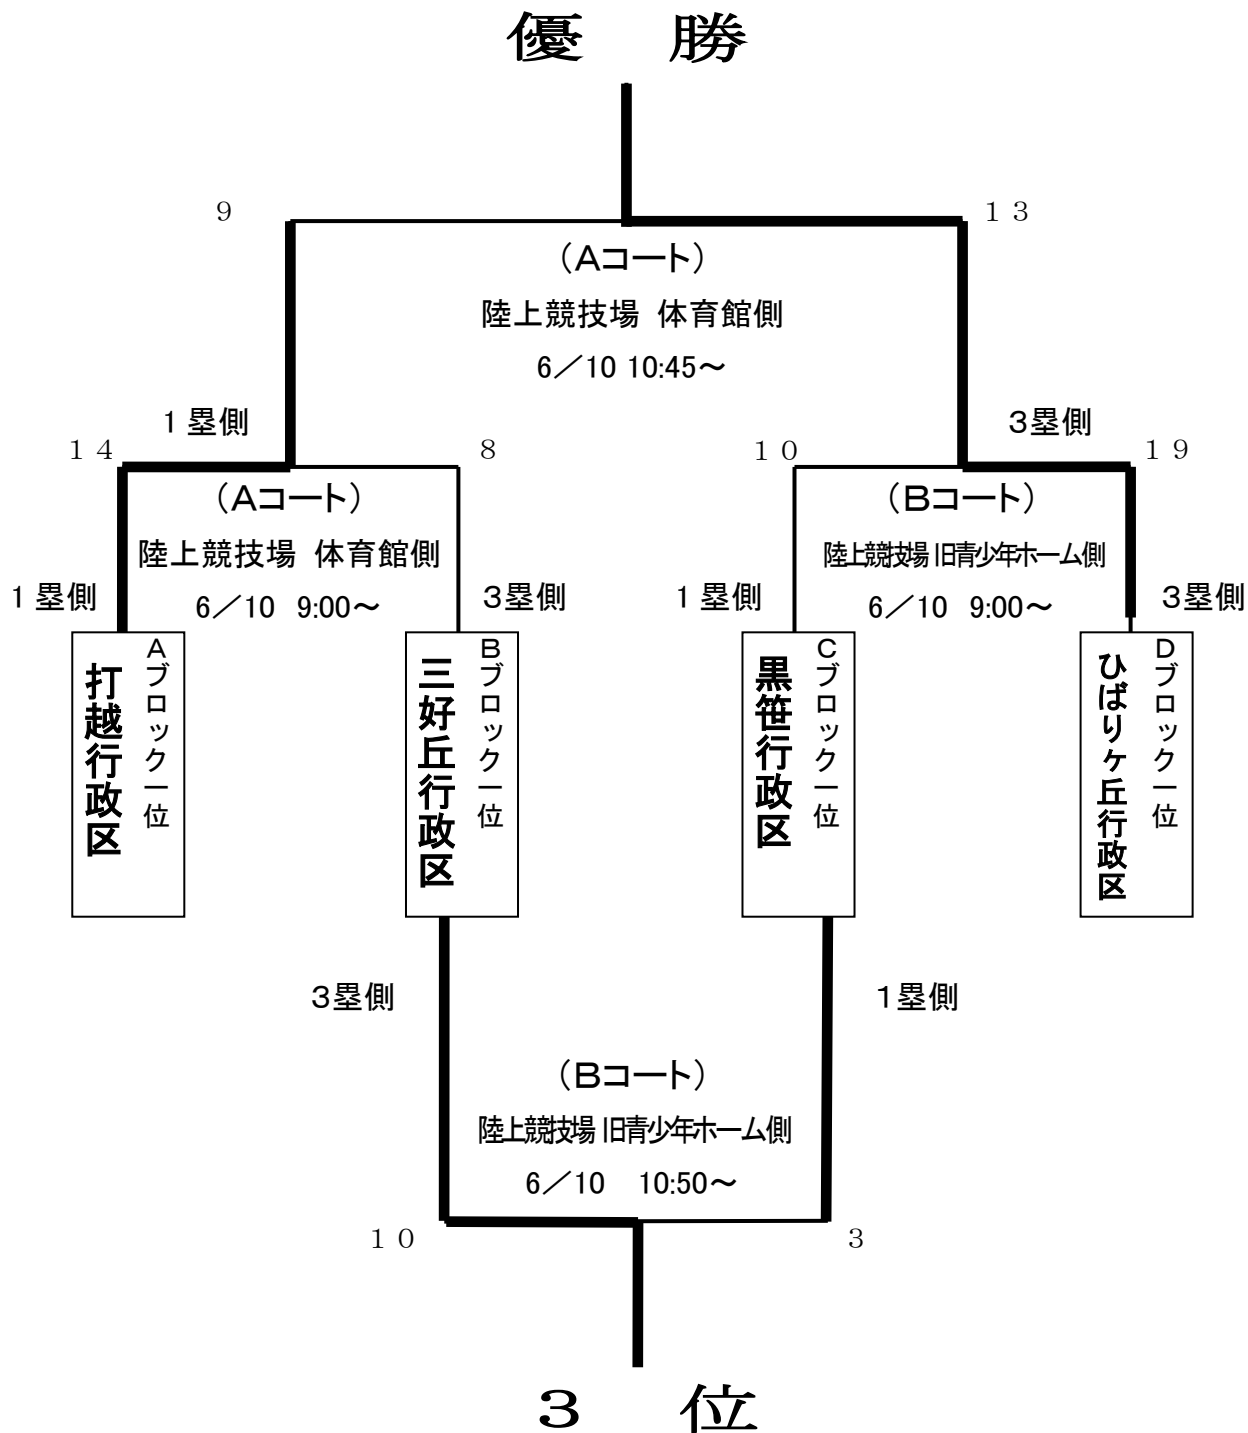 優　勝
9
１３
（Aコート）
陸上競技場 体育館側
6／10 10:45～
1 塁側
３塁側
１４
8
１０
１９
（Aコート）
（Bコート）
陸上競技場 体育館側
陸上競技場 旧青少年ホーム側
1 塁側
6／10 9:00～
３塁側
1 塁側
6／10 9:00～
３塁側
Aブロック一位
打越行政区
Bブロック一位
三好丘行政区
Cブロック一位
黒笹行政区
Dブロック一位
ひばりヶ丘行政区
３塁側
１塁側
（Bコート）
陸上競技場 旧青少年ホーム側
6／10 10:50～
１０
3
３　位